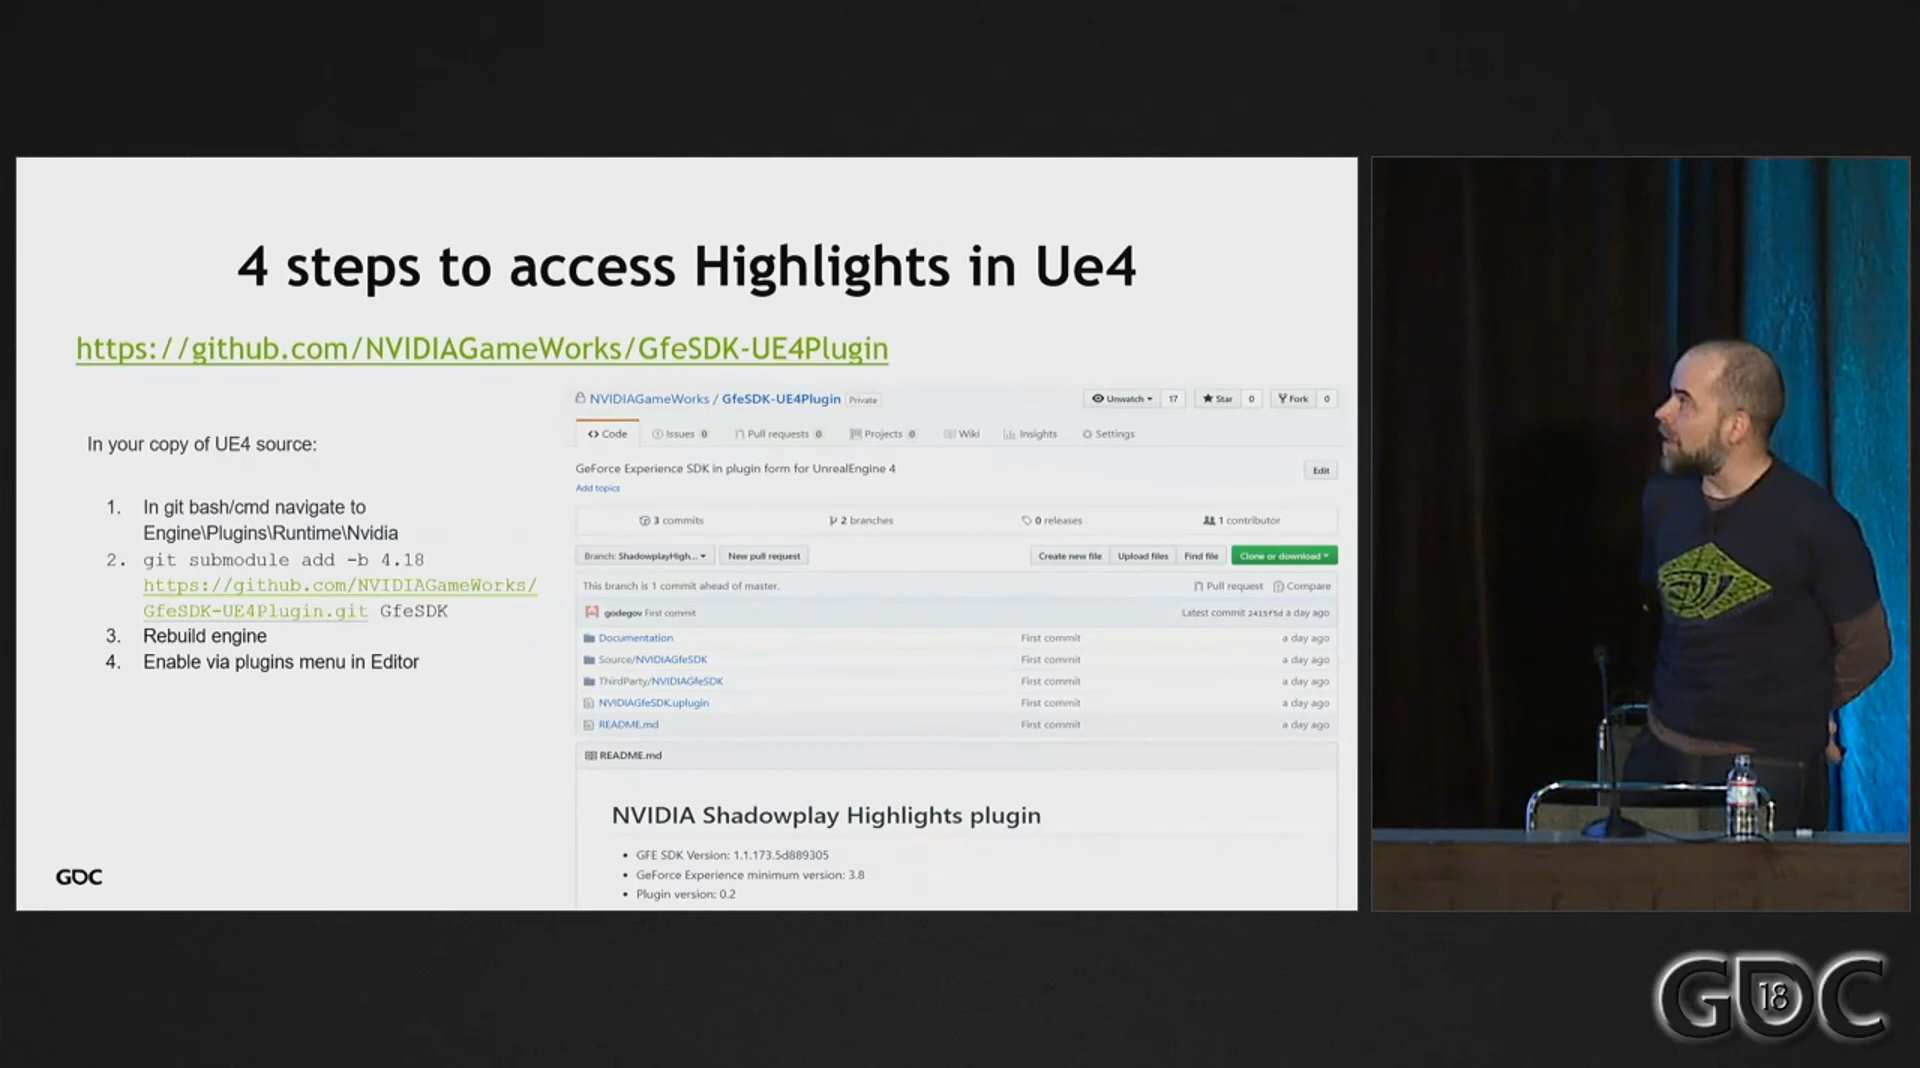 4 steps to access Highlights in Ue4
https://github.com/NVIDIAGameWorks/GfeSDK-UE4Plugin
In your copy of UE4 source:
1. In git bash/cmd navigate to
Engine\Plugins\Runtime\Nvidia
2. git submodule add -b 4.18
https://github.com/NVIDIAGameWorks/
GfeSDK-UE4Plugin.git GfeSDK
3. Rebuild engine
4. Enable via plugins menu in Editor
GDC
NVIDIAGameWorks / GfeSDK-UE4Plugin Private
Unwatch 17 Star 0 Fork 0
Code Issues 0 Pull requests 0 Projects 0 Wiki Insights Settings
GeForce Experience SDK in plugin form for UnrealEngine 4
Edit
Add topics
3 commits 2 branches 0 releases 1 contributor
Branch: ShadowplayHigh... New pull request Create new file Upload files Find file Clone or download
This branch is 1 commit ahead of master. Pull request Compare
godegov First commit Latest commit 2415f5d a day ago
Documentation First commit a day ago
Source/NVIDIAGfeSDK First commit a day ago
ThirdParty/NVIDIAGfeSDK First commit a day ago
NVIDIAGfeSDK.uplugin First commit a day ago
README.md First commit a day ago
README.md
NVIDIA Shadowplay Highlights plugin
• GFE SDK Version: 1.1.173.5d889305
• GeForce Experience minimum version: 3.8
• Plugin version: 0.2
GDC 18